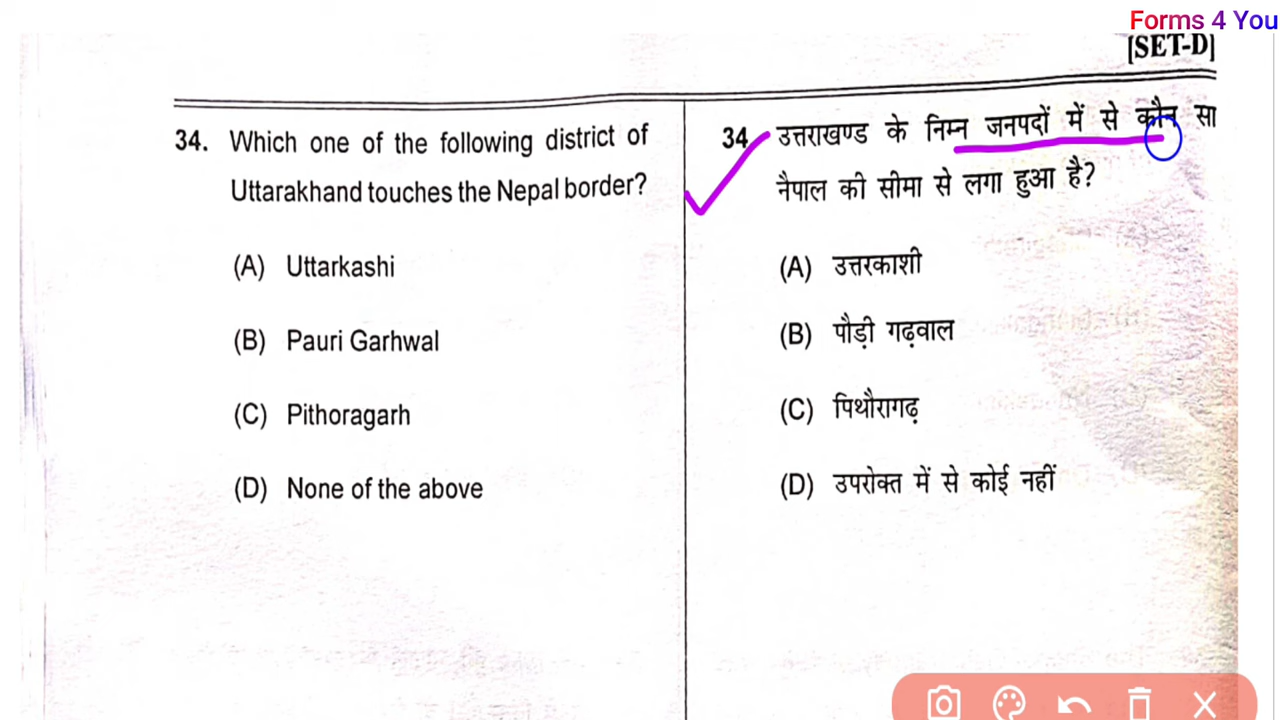 Forms 4 You
[SET-D]
34. Which one of the following district of
Uttarakhand touches the Nepal border?
(A) Uttarkashi
(B) Pauri Garhwal
(C) Pithoragarh
(D) None of the above
34. उत्तराखण्ड के निम्न जनपदों में से कौन सा
नैपाल की सीमा से लगा हुआ है?
(A) उत्तरकाशी
(B) पौड़ी गढ़वाल
(C) पिथौरागढ़
(D) उपरोक्त में से कोई नहीं